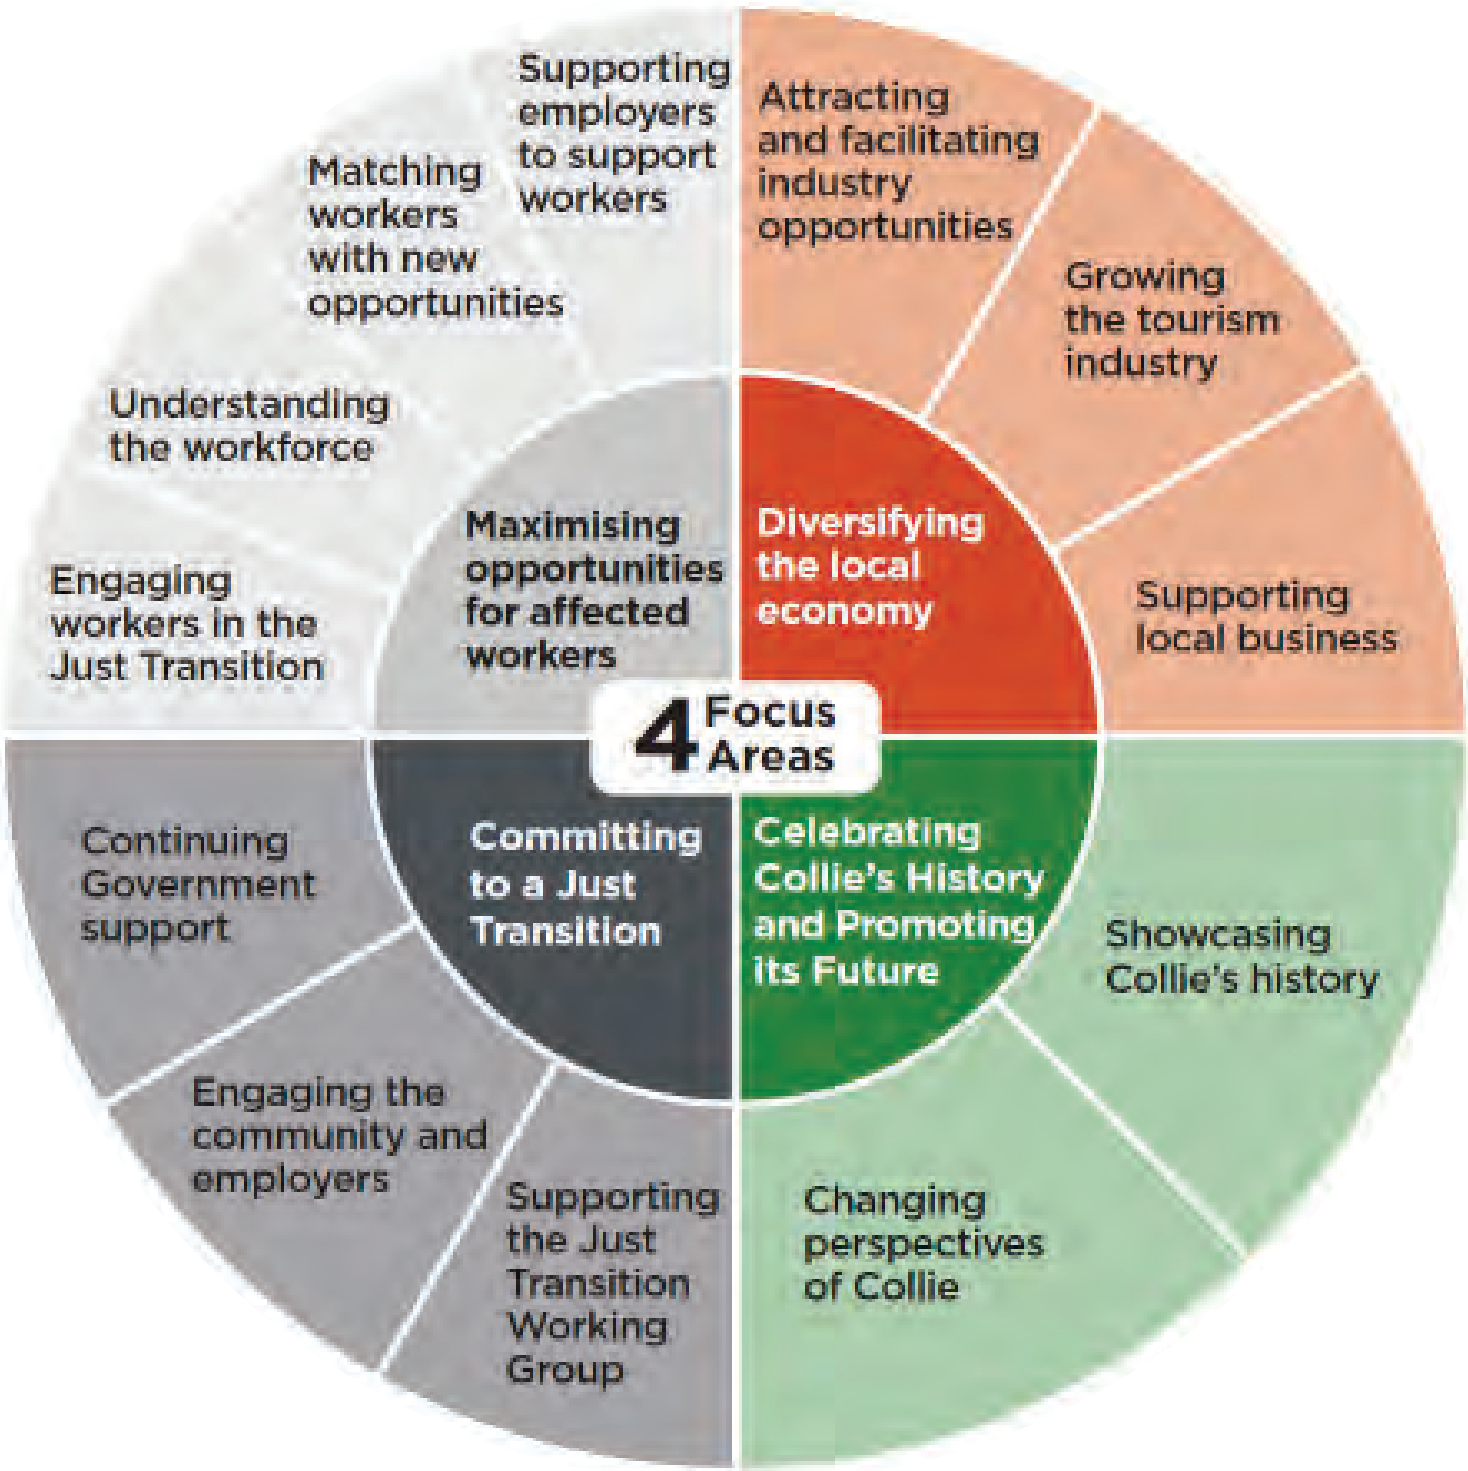 Supporting
employers
to support
workers
Matching
workers
with new
opportunities
Understanding
the workforce
Engaging
workers in the
Just Transition
Maximising
opportunities
for affected
workers
Attracting
and facilitating
industry
opportunities
Growing
the tourism
industry
Supporting
local business
Diversifying
the local
economy
4 Focus
Areas
Continuing
Government
support
Engaging the
community and
employers
Supporting
the Just
Transition
Working
Group
Committing
to a Just
Transition
Celebrating
Collie's History
and Promoting
its Future
Showcasing
Collie's history
Changing
perspectives
of Collie